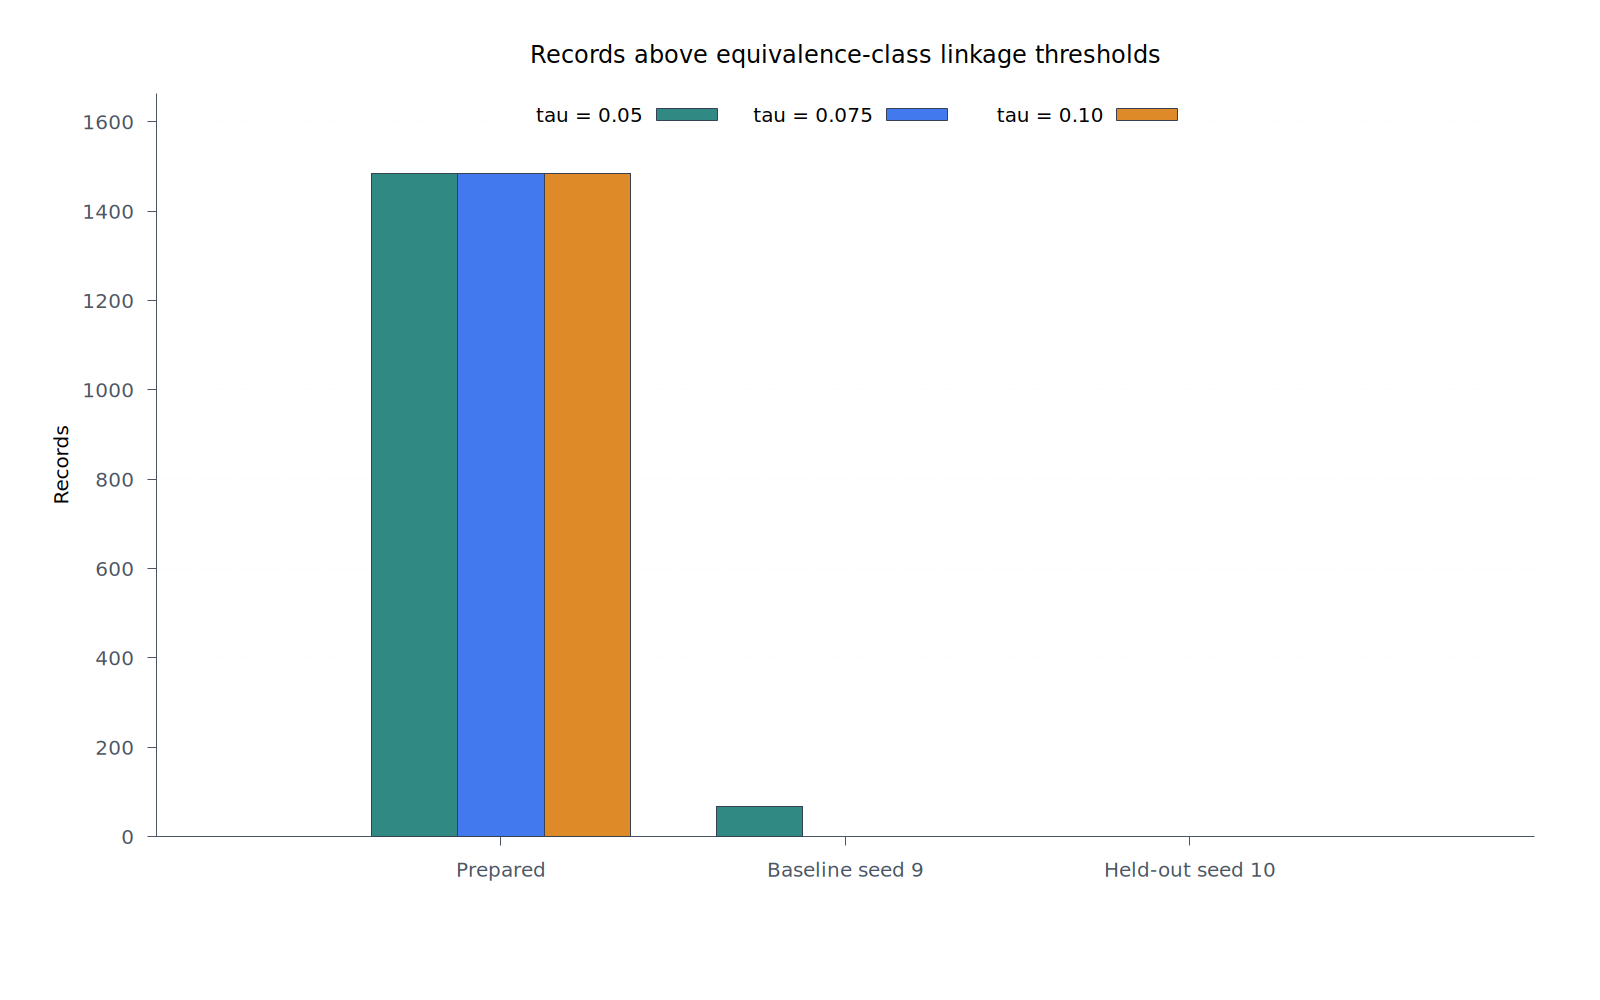 Records above equivalence-class linkage thresholds
tau = 0.05
tau = 0.075
tau = 0.10
1600
1400
1200
1000
800
600
400
200
0
Records
Prepared
Baseline seed 9
Held-out seed 10